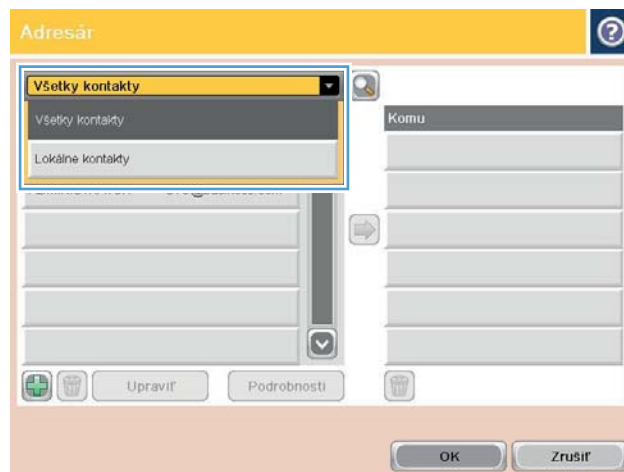 Adresár
Všetky kontakty
Všetky kontakty
Komu
Lokálne kontakty
Upraviť
Podrobnosti
OK
Zrušiť